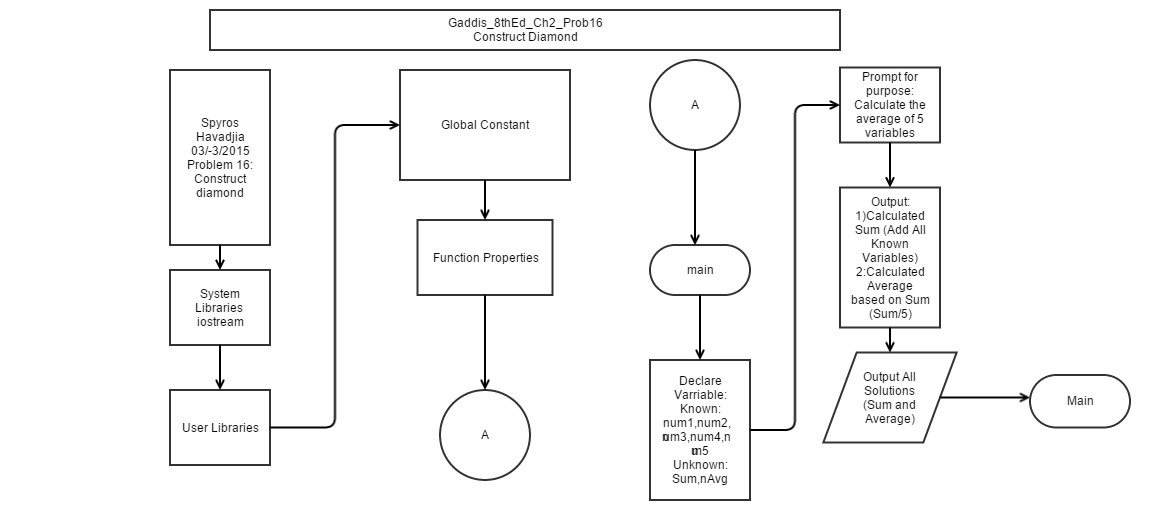 Gaddis_8thEd_Ch2_Prob16
Construct Diamond
Spyros
Havadjia
03/-3/2015
Problem 16:
Construct
diamond
System
Libraries
iostream
User Libraries
Global Constant
Function Properties
A
A
main
Declare
Varriable:
Known:
num1,num2,
num3,num4,n
um5
Unknown:
Sum,nAvg
Prompt for
purpose:
Calculate the
average of 5
variables
Output:
1)Calculated
Sum (Add All
Known
Variables)
2:Calculated
Average
based on Sum
(Sum/5)
Output All
Solutions
(Sum and
Average)
Main